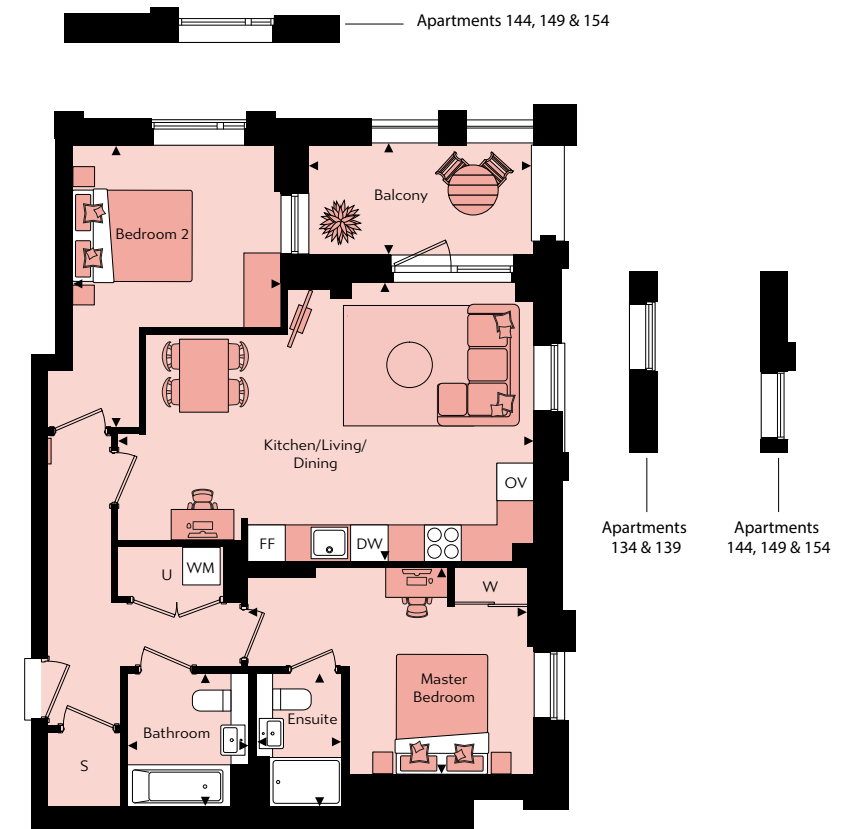 Apartments 144, 149 & 154
Balcony
Bedroom 2
Kitchen/Living/
Dining
OV
FF
DW
Apartments
134 & 139
Apartments
144, 149 & 154
U
WM
W
Master
Bedroom
Ensuite
Bathroom
S